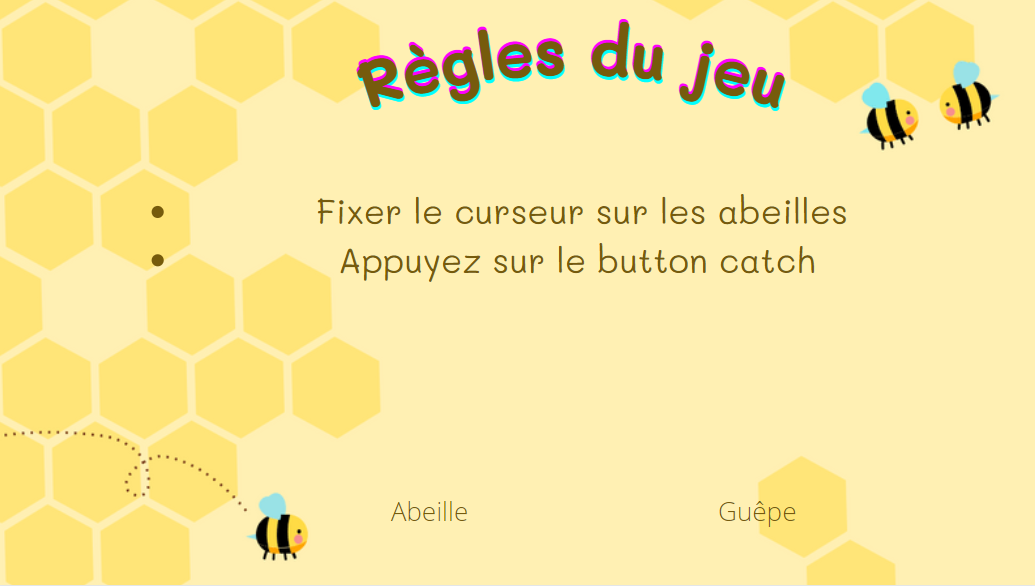 Règles du jeu
• Fixer le curseur sur les abeilles
• Appuyez sur le button catch
Abeille
Guêpe